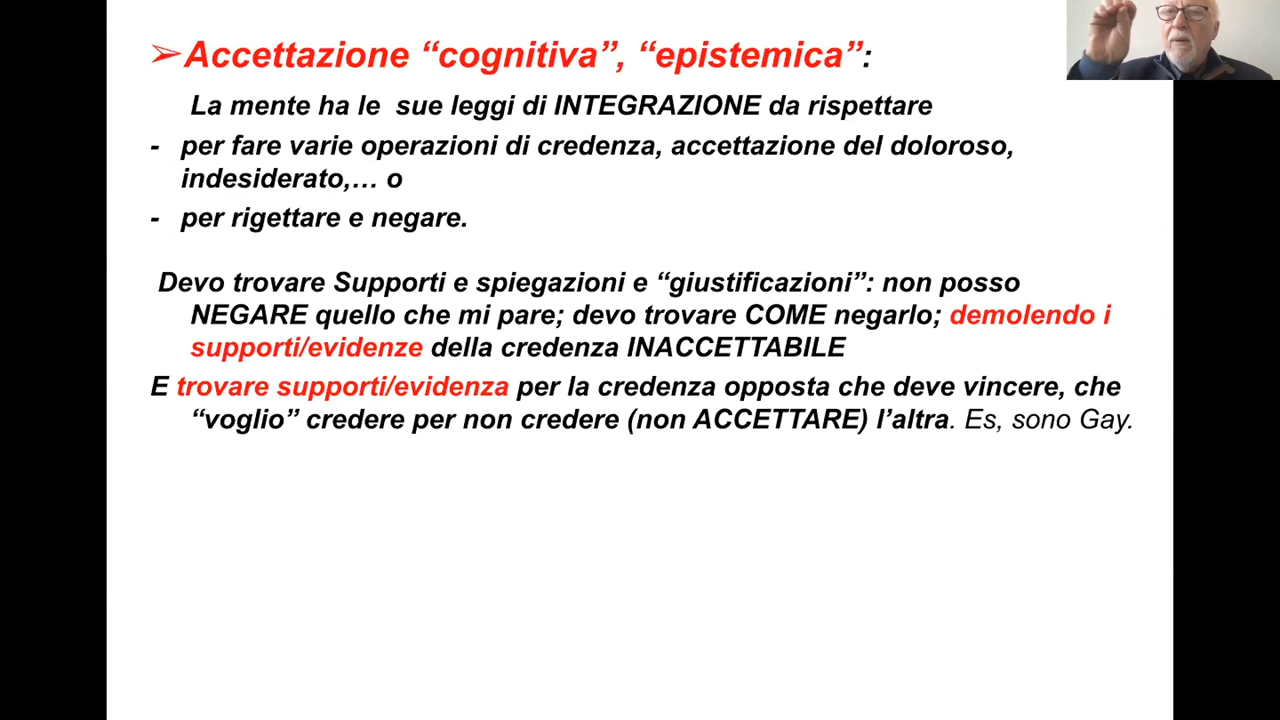 ➢Accettazione “cognitiva”, “epistemica”:
La mente ha le sue leggi di INTEGRAZIONE da rispettare
- per fare varie operazioni di credenza, accettazione del doloroso,
indesiderato,… o
- per rigettare e negare.
Devo trovare Supporti e spiegazioni e “giustificazioni”: non posso
NEGARE quello che mi pare; devo trovare COME negarlo; demolendo i
supporti/evidenze della credenza INACCETTABILE
E trovare supporti/evidenza per la credenza opposta che deve vincere, che
“voglio” credere per non credere (non ACCETTARE) l’altra. Es, sono Gay.